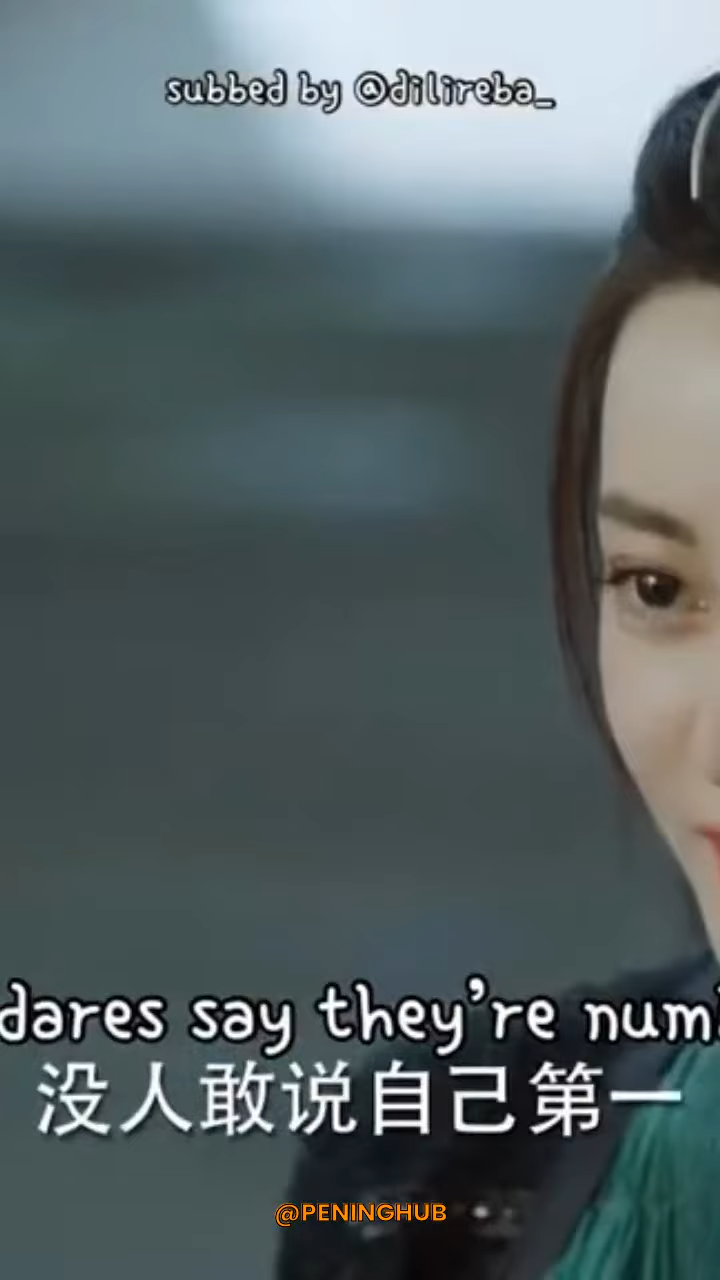 subbed by @dilireba_
dares say they're num
没人敢说自己第一
@PENINGHUB